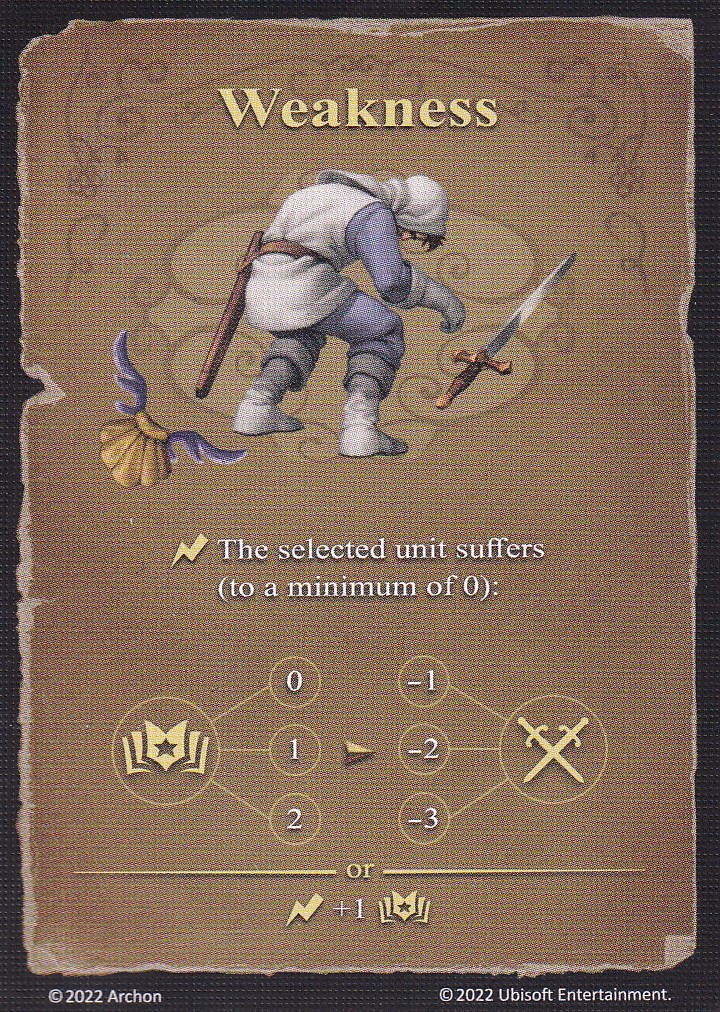 Weakness
The selected unit suffers
(to a minimum of 0):
0 -1
1 -2
2 -3
or
+1
©2022 Archon ©2022 Ubisoft Entertainment.